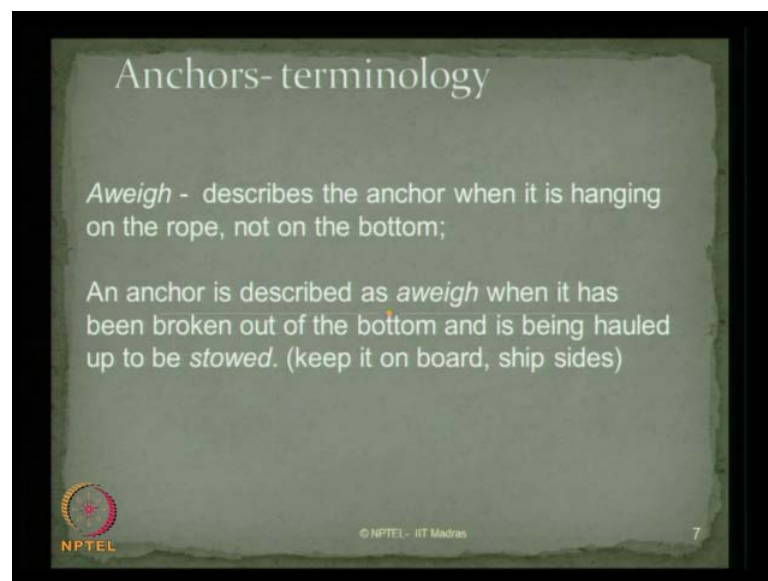 Anchors- terminology
Aweigh - describes the anchor when it is hanging
on the rope, not on the bottom;
An anchor is described as aweigh when it has
been broken out of the bottom and is being hauled
up to be stowed. (keep it on board, ship sides)
NPTEL
© NPTEL - IIT Madras
7